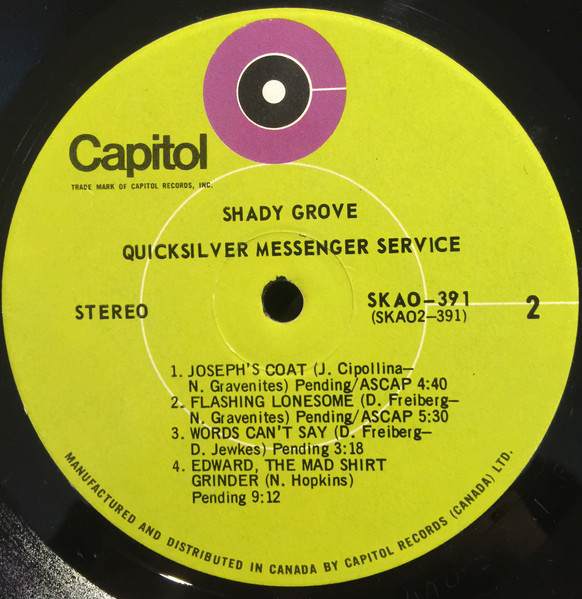 Capitol
TRADE MARK OF CAPITOL RECORDS, INC.
SHADY GROVE
QUICKSILVER MESSENGER SERVICE
STEREO
SKAO-391
(SKAO2-391)
2
1. JOSEPH'S COAT (J. Cipollina-
N. Gravenites) Pending/ASCAP 4:40
2. FLASHING LONESOME (D. Freiberg-
N. Gravenites) Pending/ASCAP 5:30
3. WORDS CAN'T SAY (D. Freiberg-
D. Jewkes) Pending 3:18
4. EDWARD, THE MAD SHIRT
GRINDER (N. Hopkins)
Pending 9:12
MANUFACTURED AND DISTRIBUTED IN CANADA BY CAPITOL RECORDS (CANADA) LTD.